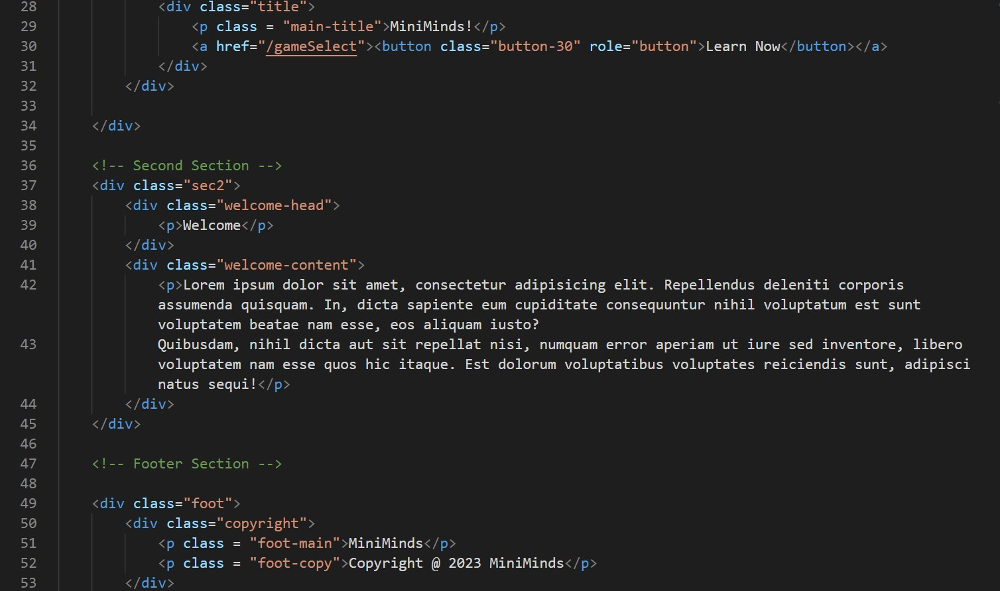 28 <div class="title">
29 <p class = "main-title">MiniMinds!</p>
30 <a href="/gameSelect"><button class="button-30" role="button">Learn Now</button></a>
31 </div>
32 </div>
33
34 </div>
35
36 <!-- Second Section -->
37 <div class="sec2">
38 <div class="welcome-head">
39 <p>Welcome</p>
40 </div>
41 <div class="welcome-content">
42 <p>Lorem ipsum dolor sit amet, consectetur adipisicing elit. Repellendus deleniti corporis
assumenda quisquam. In, dicta sapiente eum cupiditate consequuntur nihil voluptatum est sunt
voluptatem beatae nam esse, eos aliquam iusto?
43 Quibusdam, nihil dicta aut sit repellat nisi, numquam error aperiam ut iure sed inventore, libero
voluptatem nam esse quos hic itaque. Est dolorum voluptatibus voluptates reiciendis sunt, adipisci
natus sequi!</p>
44 </div>
45 </div>
46
47 <!-- Footer Section -->
48
49 <div class="foot">
50 <div class="copyright">
51 <p class = "foot-main">MiniMinds</p>
52 <p class = "foot-copy">Copyright @ 2023 MiniMinds</p>
53 </div>